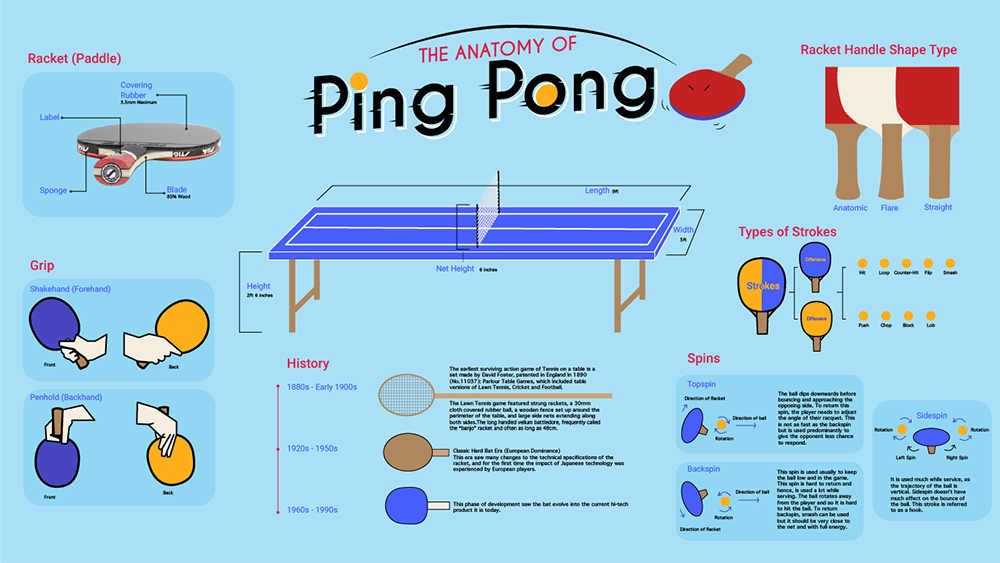 THE ANATOMY OF
Ping Pong
Racket (Paddle)
Covering
Rubber
5.5mm Maximum
Label
Sponge
Blade
85% Wood
Grip
Shakehand (Forehand)
Front
Back
Penhold (Backhand)
Front
Back
Length 9ft
Width
5ft
Net Height 6 inches
Height
2ft 6 inches
History
1880s - Early 1900s
The earliest surviving action game of Tennis on a table is a
set made by David Foster, patented in England in 1890
(No.11037): Parlour Table Games, which included table
versions of Lawn Tennis, Cricket and Football.
The Lawn Tennis game featured strong rackets, a 30mm
cloth covered rubber ball, a wooden fence set up around the
perimeter of the table, and large side nets extending along
both sides.The long handled vellum battledore, frequently called
the "banjo" racket and often as long as 48cm.
1920s - 1950s
Classic Hard Bat Era (European Dominance)
This era saw many changes to the technical specifications of the
racket, and for the first time the impact of Japanese technology was
experienced by European players.
1960s - 1990s
This phase of development saw the bat evolve into the current hi-tech
product it is today.
Racket Handle Shape Type
Anatomic Flare Straight
Types of Strokes
Strokes
Offensive
Hit Loop Counter-Hit Flip Smash
Offensive
Push Chop Block Lob
Spins
Topspin
Direction of Racket
Direction of ball
Rotation
The ball dips downwards before
bouncing and approaching the
opposing side. To return this
spin, the player needs to adjust
the angle of their racquet. This
is not as fast as the backspin
but is used predominantly to
give the opponent less chance
to respond.
Backspin
Direction of ball
Rotation
Direction of Racket
This spin is used usually to keep
the ball low and in the game.
This spin is hard to return and
hence, is used a lot while
serving. The ball rotates away
from the player and so it is hard
to hit the ball. To return
backspin, smash can be used
but it should be very close to
the net and with full energy.
Sidespin
Rotation
Rotation
Left Spin
Right Spin
It is used much while service, as
the trajectory of the ball is
vertical. Sidespin doesn't have
much effect on the bounce of
the ball. This stroke is referred
to as a hook.